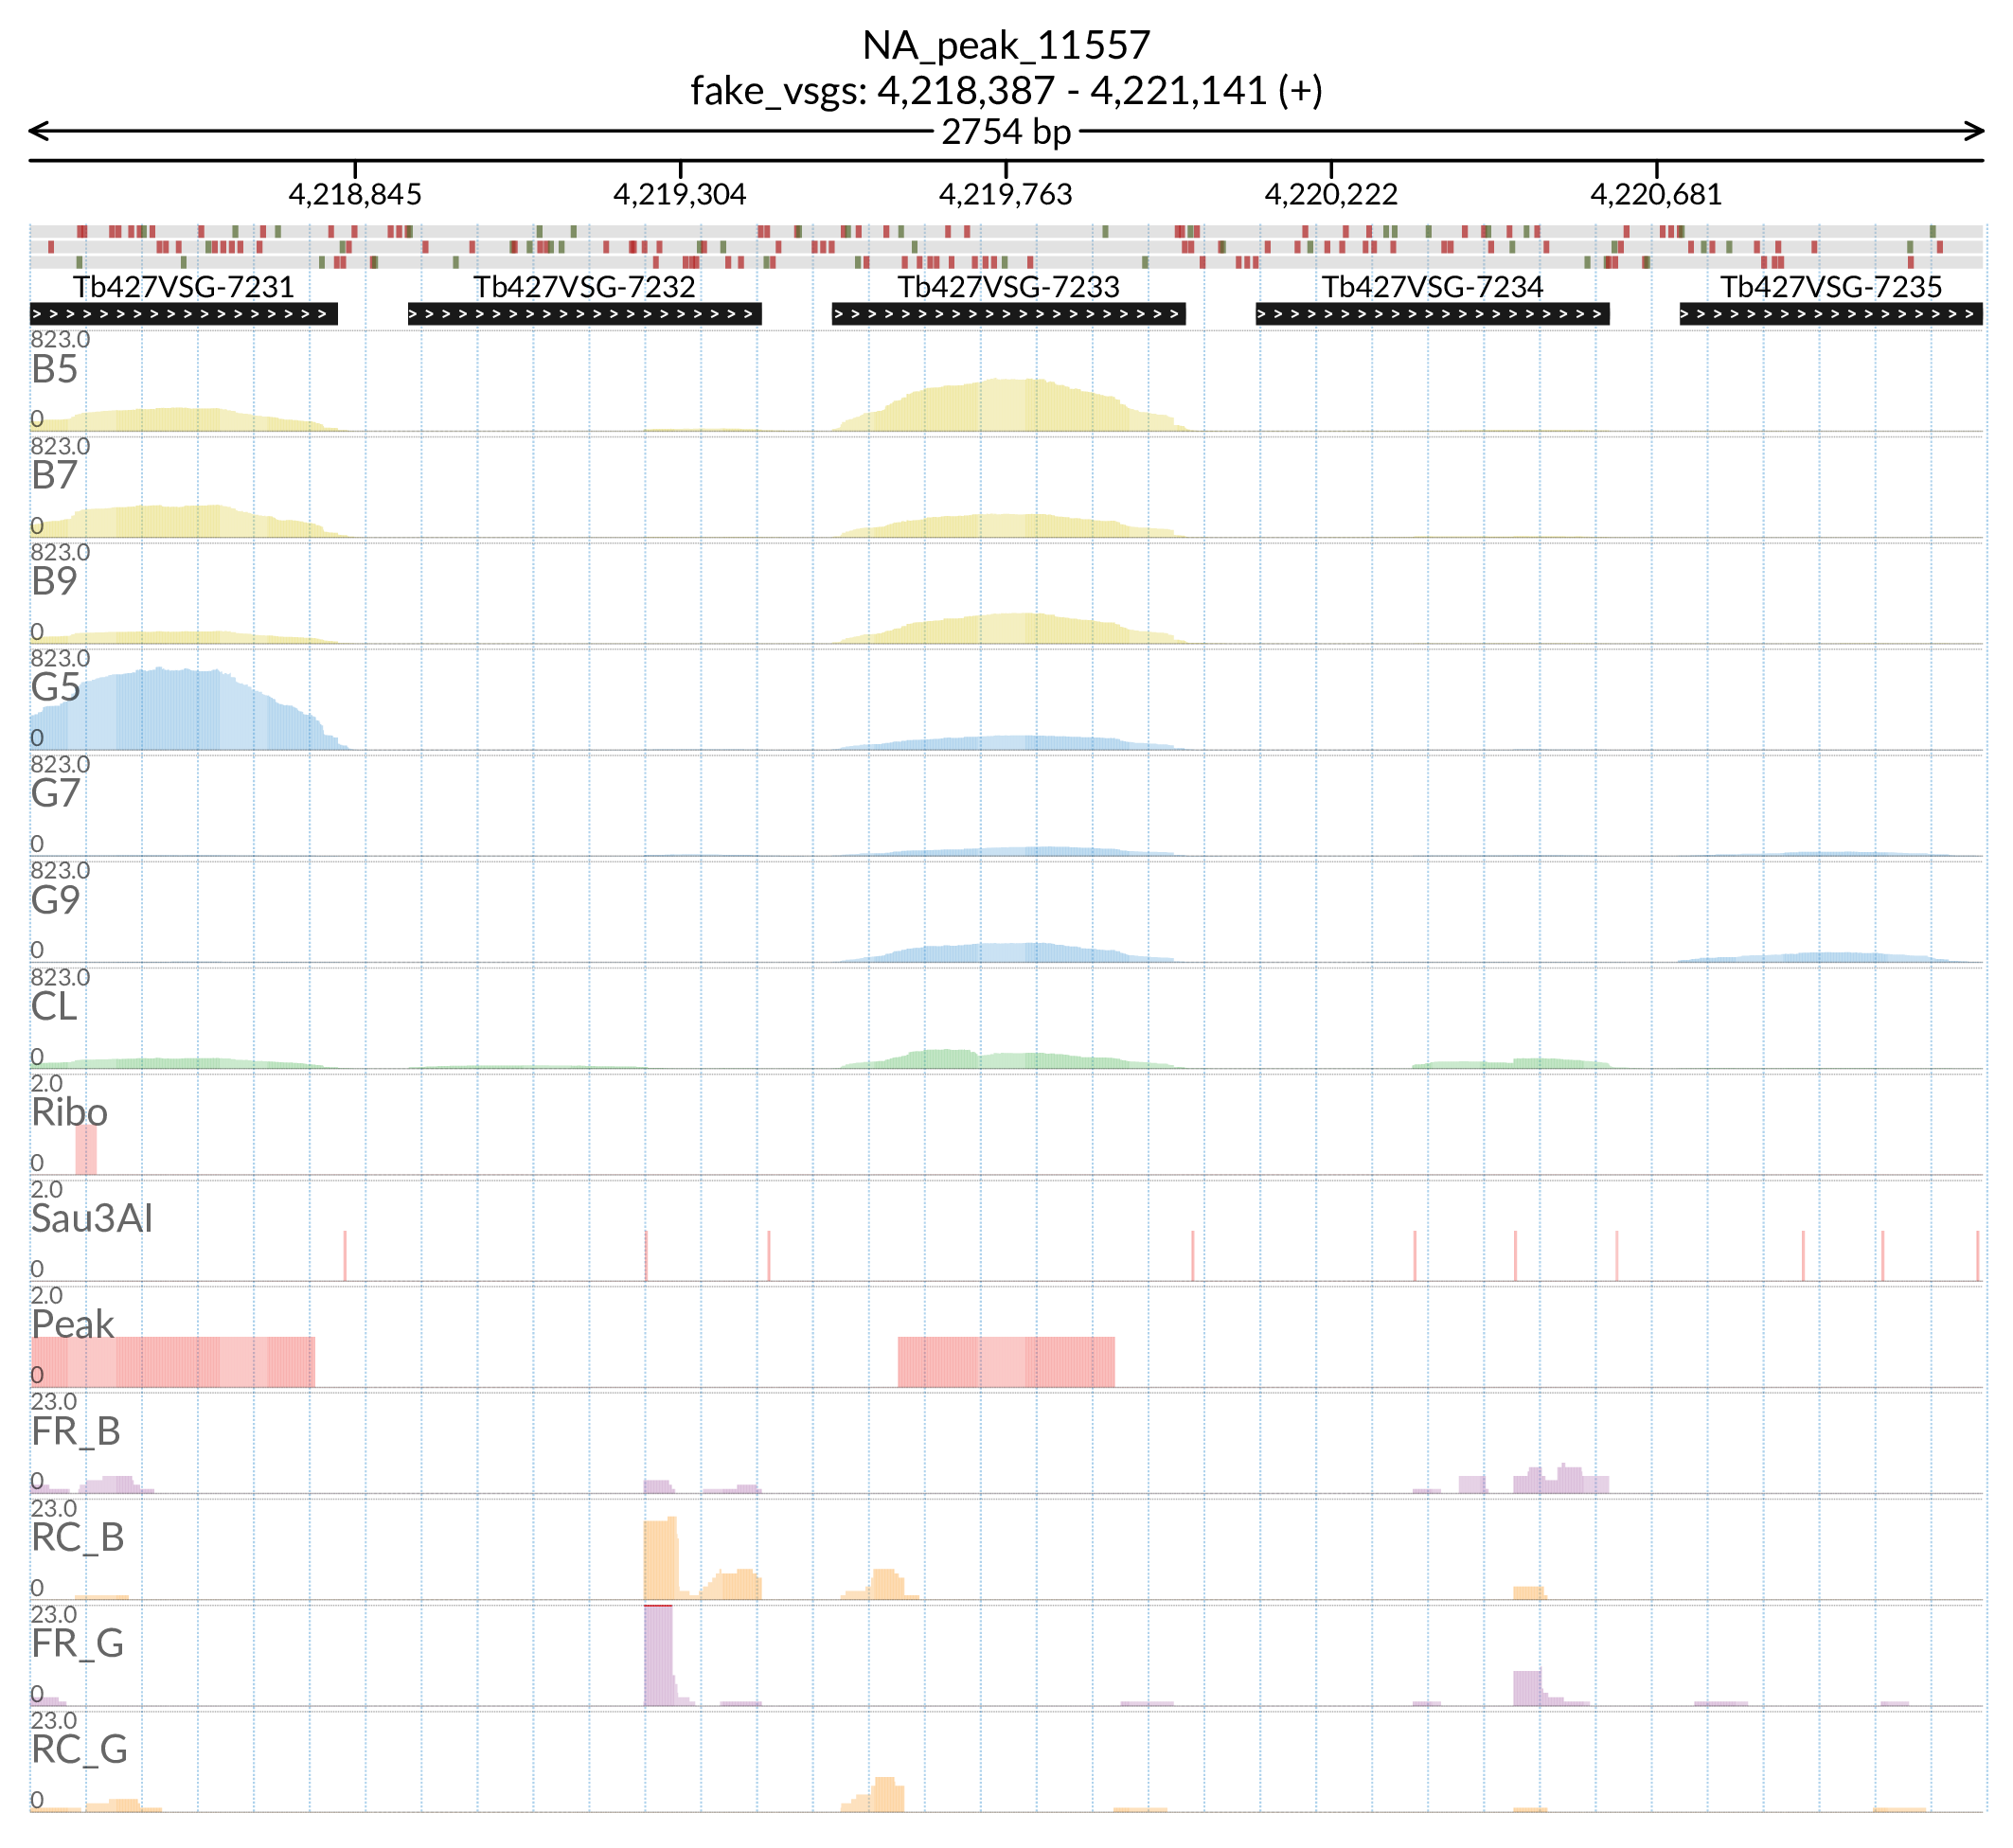 NA_peak_11557
fake_vsgs: 4,218,387 - 4,221,141 (+)
2754 bp
4,218,845 4,219,304 4,219,763 4,220,222 4,220,681
Tb427VSG-7231 Tb427VSG-7232 Tb427VSG-7233 Tb427VSG-7234 Tb427VSG-7235
823.0
B5
0
823.0
B7
0
823.0
B9
0
823.0
G5
0
823.0
G7
0
823.0
G9
0
823.0
CL
0
2.0
Ribo
0
2.0
Sau3AI
0
2.0
Peak
0
23.0
FR_B
0
23.0
RC_B
0
23.0
FR_G
0
23.0
RC_G
0